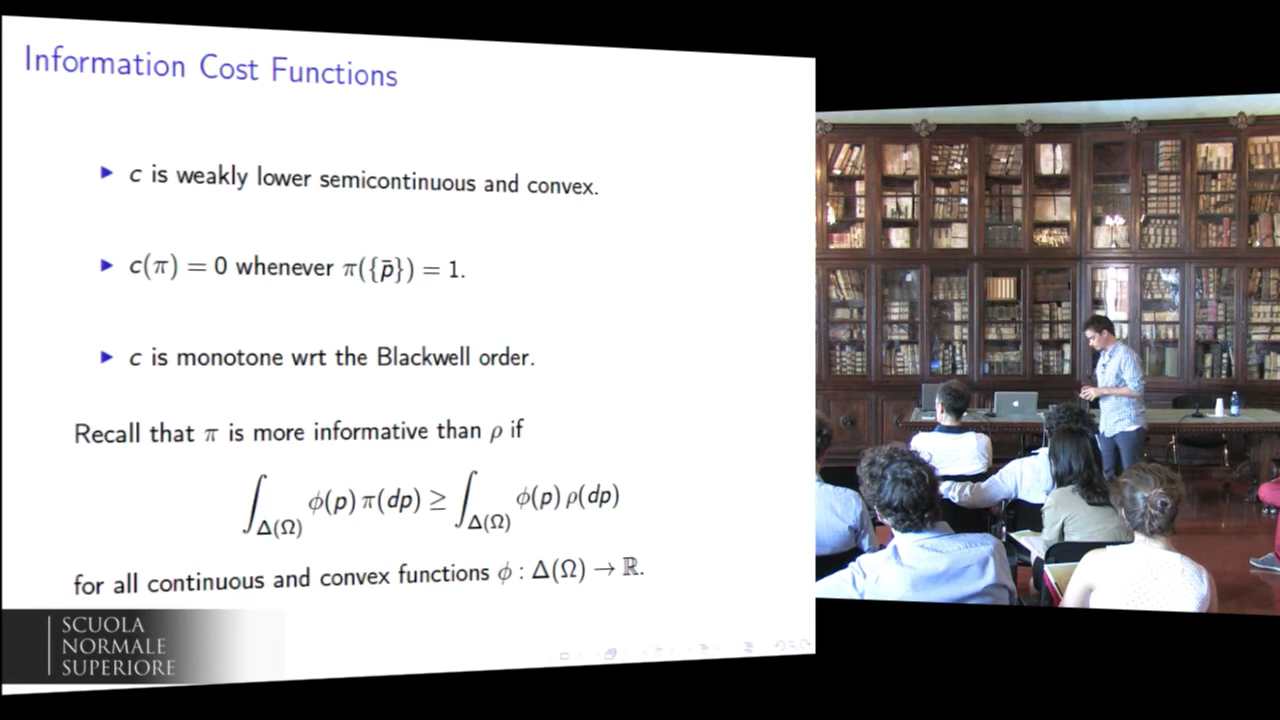 Information Cost Functions
▶ c is weakly lower semicontinuous and convex.
▶ c(π) = 0 whenever π({p̄}) = 1.
▶ c is monotone wrt the Blackwell order.
Recall that π is more informative than ρ if
∫_{Δ(Ω)} φ(p) π(dp) ≥ ∫_{Δ(Ω)} φ(p) ρ(dp)
for all continuous and convex functions φ : Δ(Ω) → ℝ.
SCUOLA
NORMALE
SUPERIORE